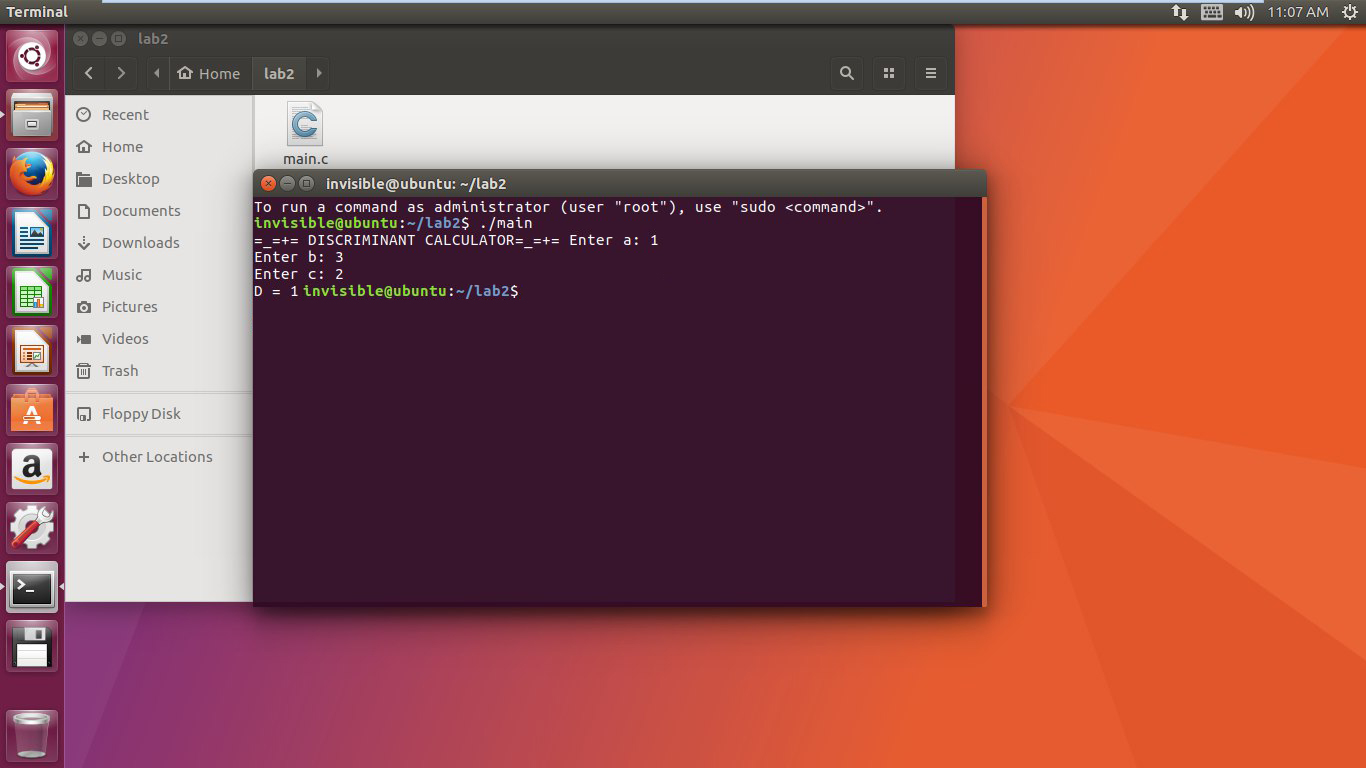 Terminal
11:07 AM
lab2
Home
lab2
Recent
Home
Desktop
Documents
Downloads
Music
Pictures
Videos
Trash
Floppy Disk
Other Locations
main.c
invisible@ubuntu: ~/lab2
To run a command as administrator (user "root"), use "sudo <command>".
invisible@ubuntu:~/lab2$ ./main
=_=+= DISCRIMINANT CALCULATOR=_=+= Enter a: 1
Enter b: 3
Enter c: 2
D = 1 invisible@ubuntu:~/lab2$